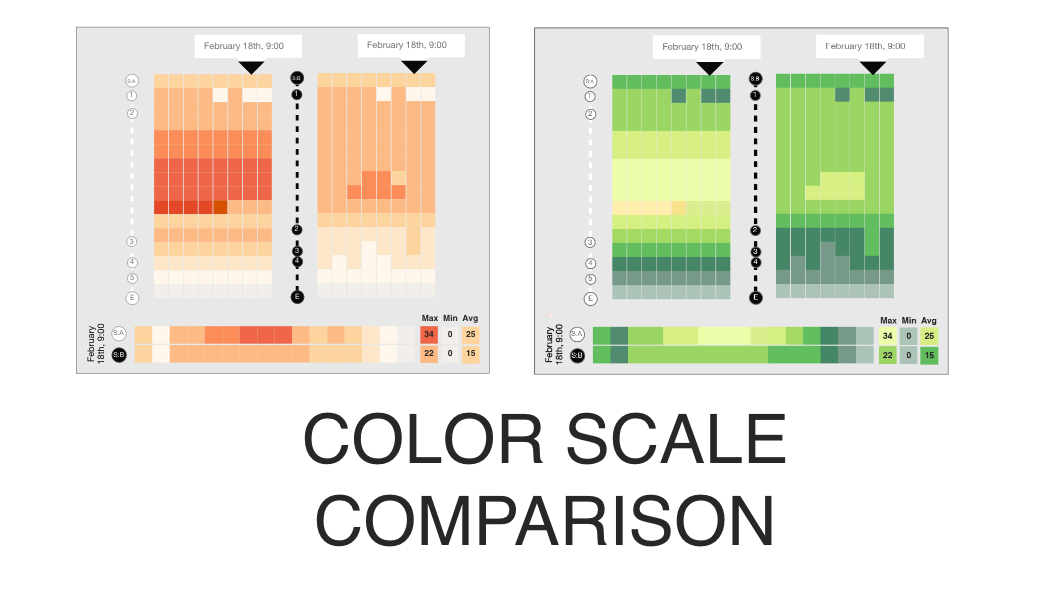 February 18th, 9:00
February 18th, 9:00
S:A
1
2
3
4
5
E
S:B
1
2
3
4
E
Max Min Avg
February 18th, 9:00
S:A
34 0 25
S:B
22 0 15
February 18th, 9:00
February 18th, 9:00
S:A
1
2
3
4
5
E
S:B
1
2
3
4
E
Max Min Avg
February 18th, 9:00
S:A
34 0 25
S:B
22 0 15
COLOR SCALE
COMPARISON